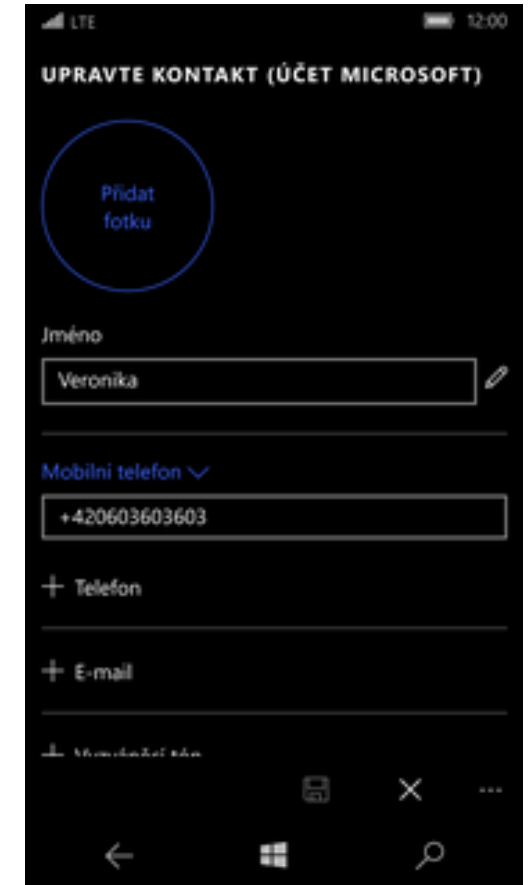 LTE 12:00
UPRAVTE KONTAKT (ÚČET MICROSOFT)
Přidat
fotku
Jméno
Veronika
Mobilní telefon
+420603603603
+ Telefon
+ E-mail